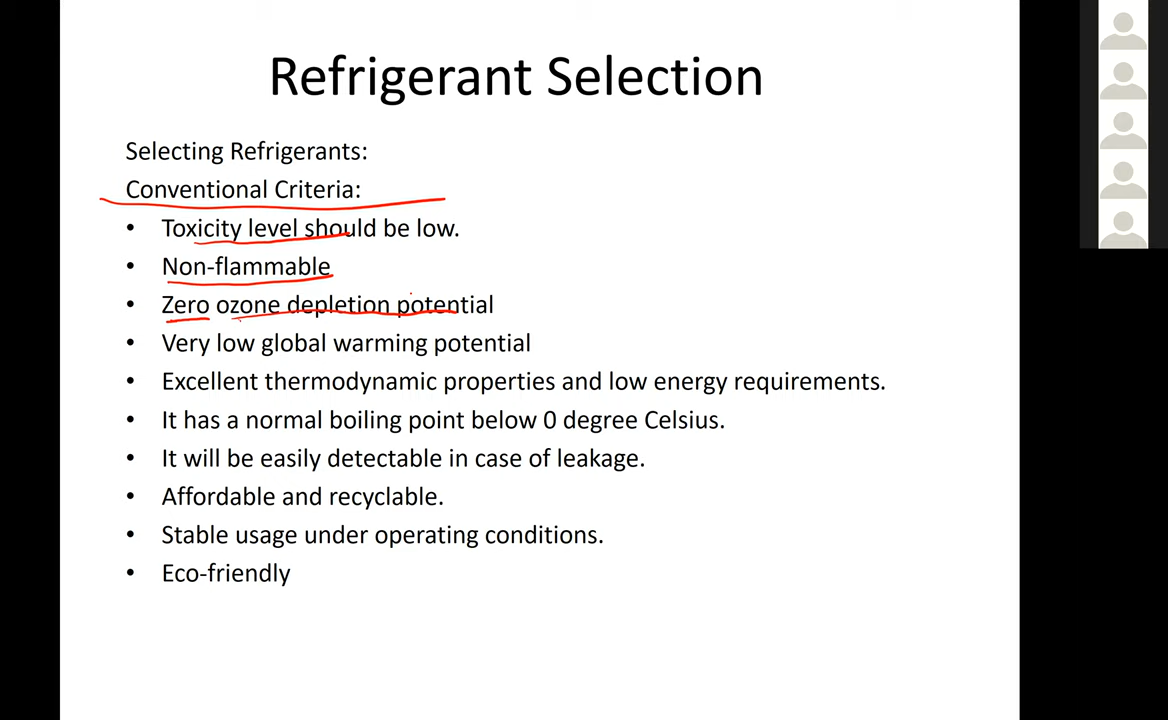 Refrigerant Selection
Selecting Refrigerants:
Conventional Criteria:
• Toxicity level should be low.
• Non-flammable
• Zero ozone depletion potential
• Very low global warming potential
• Excellent thermodynamic properties and low energy requirements.
• It has a normal boiling point below 0 degree Celsius.
• It will be easily detectable in case of leakage.
• Affordable and recyclable.
• Stable usage under operating conditions.
• Eco-friendly